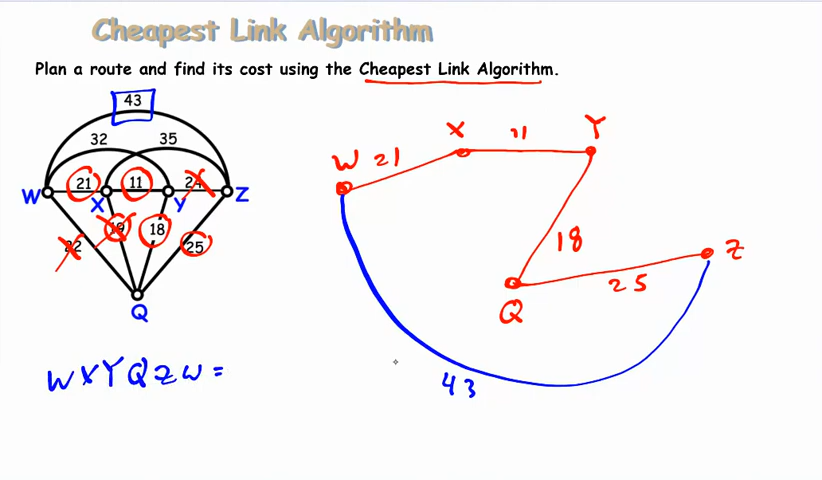 Cheapest Link Algorithm
Plan a route and find its cost using the Cheapest Link Algorithm.
43
32 35
W 21 X 11 Y 24 Z
22 19 18 25
Q
W 21 X 11 Y
18
Q 25 Z
43
W X Y Q Z W =